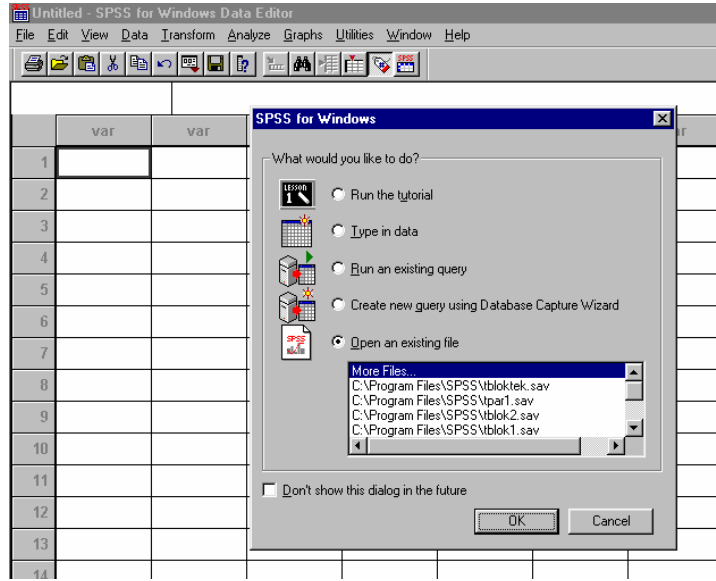 Untitled - SPSS for Windows Data Editor
File Edit View Data Transform Analyze Graphs Utilities Window Help
SPSS for Windows
What would you like to do?
LESSON 1
Run the tutorial
Type in data
Run an existing query
Create new query using Database Capture Wizard
SPSS
Open an existing file
More Files...
C:\Program Files\SPSS\tbloktek.sav
C:\Program Files\SPSS\tpar1.sav
C:\Program Files\SPSS\tblok2.sav
C:\Program Files\SPSS\tblok1.sav
Don't show this dialog in the future
OK Cancel
var var
1
2
3
4
5
6
7
8
9
10
11
12
13
14